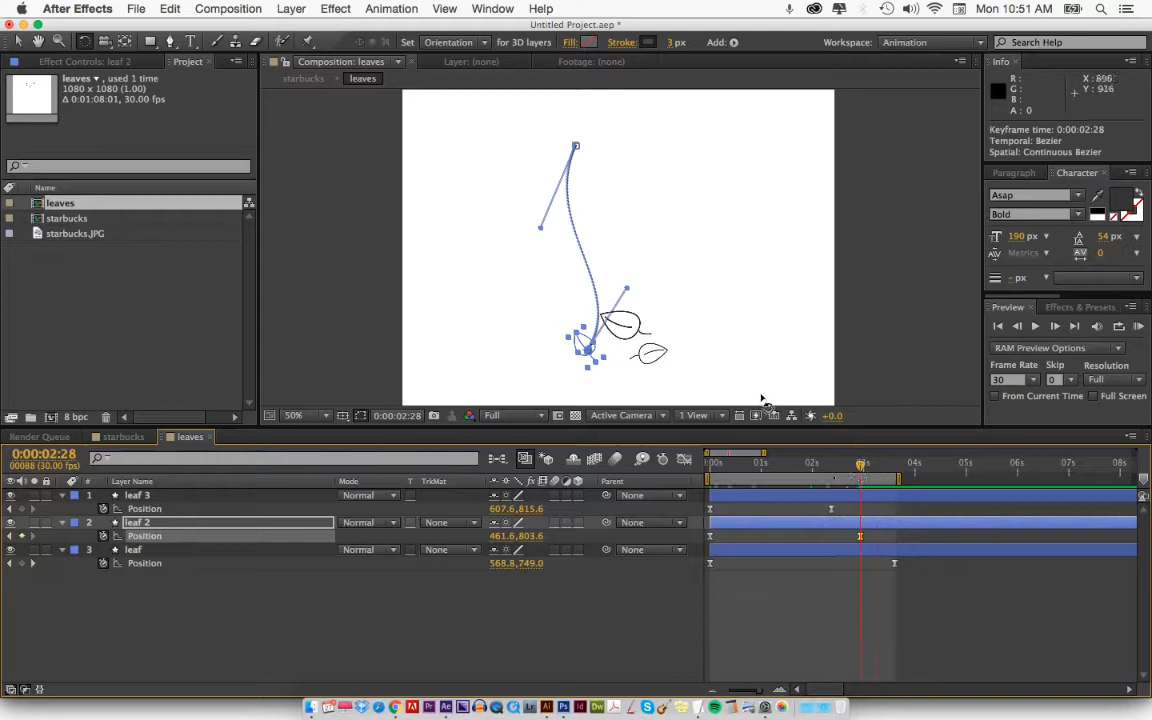 After Effects File Edit Composition Layer Effect Animation View Window Help Mon 10:51 AM
Untitled Project.aep *
Set Orientation for 3D layers Fill: Stroke: 3 px Add: Workspace: Animation Search Help
Effect Controls: leaf 2 Project Composition: leaves Layer: (none) Footage: (none) Info
leaves , used 1 time
1080 x 1080 (1.00)
Δ 0:01:08:01, 30.00 fps
starbucks leaves
R : X : 896
G : Y : 916
B :
A : 0
Keyframe time: 0:00:02:28
Temporal: Bezier
Spatial: Continuous Bezier
Paragraph Character
Name
leaves
starbucks
starbucks.JPG
Asap
Bold
190 px 54 px
Metrics 0
- px
Preview Effects & Presets
RAM Preview Options
Frame Rate Skip Resolution
30 0 Full
From Current Time Full Screen
8 bpc
50% 0:00:02:28 Full Active Camera 1 View +0.0
Render Queue starbucks leaves
0:00:02:28
00088 (30.00 fps)
:00s 01s 02s 03s 04s 05s 06s 07s 08s
# Layer Name Mode T TrkMat Parent
1 leaf 3 Normal None
Position 607.6,815.6
2 leaf 2 Normal None None
Position 461.6,803.6
3 leaf Normal None None
Position 568.8,749.0